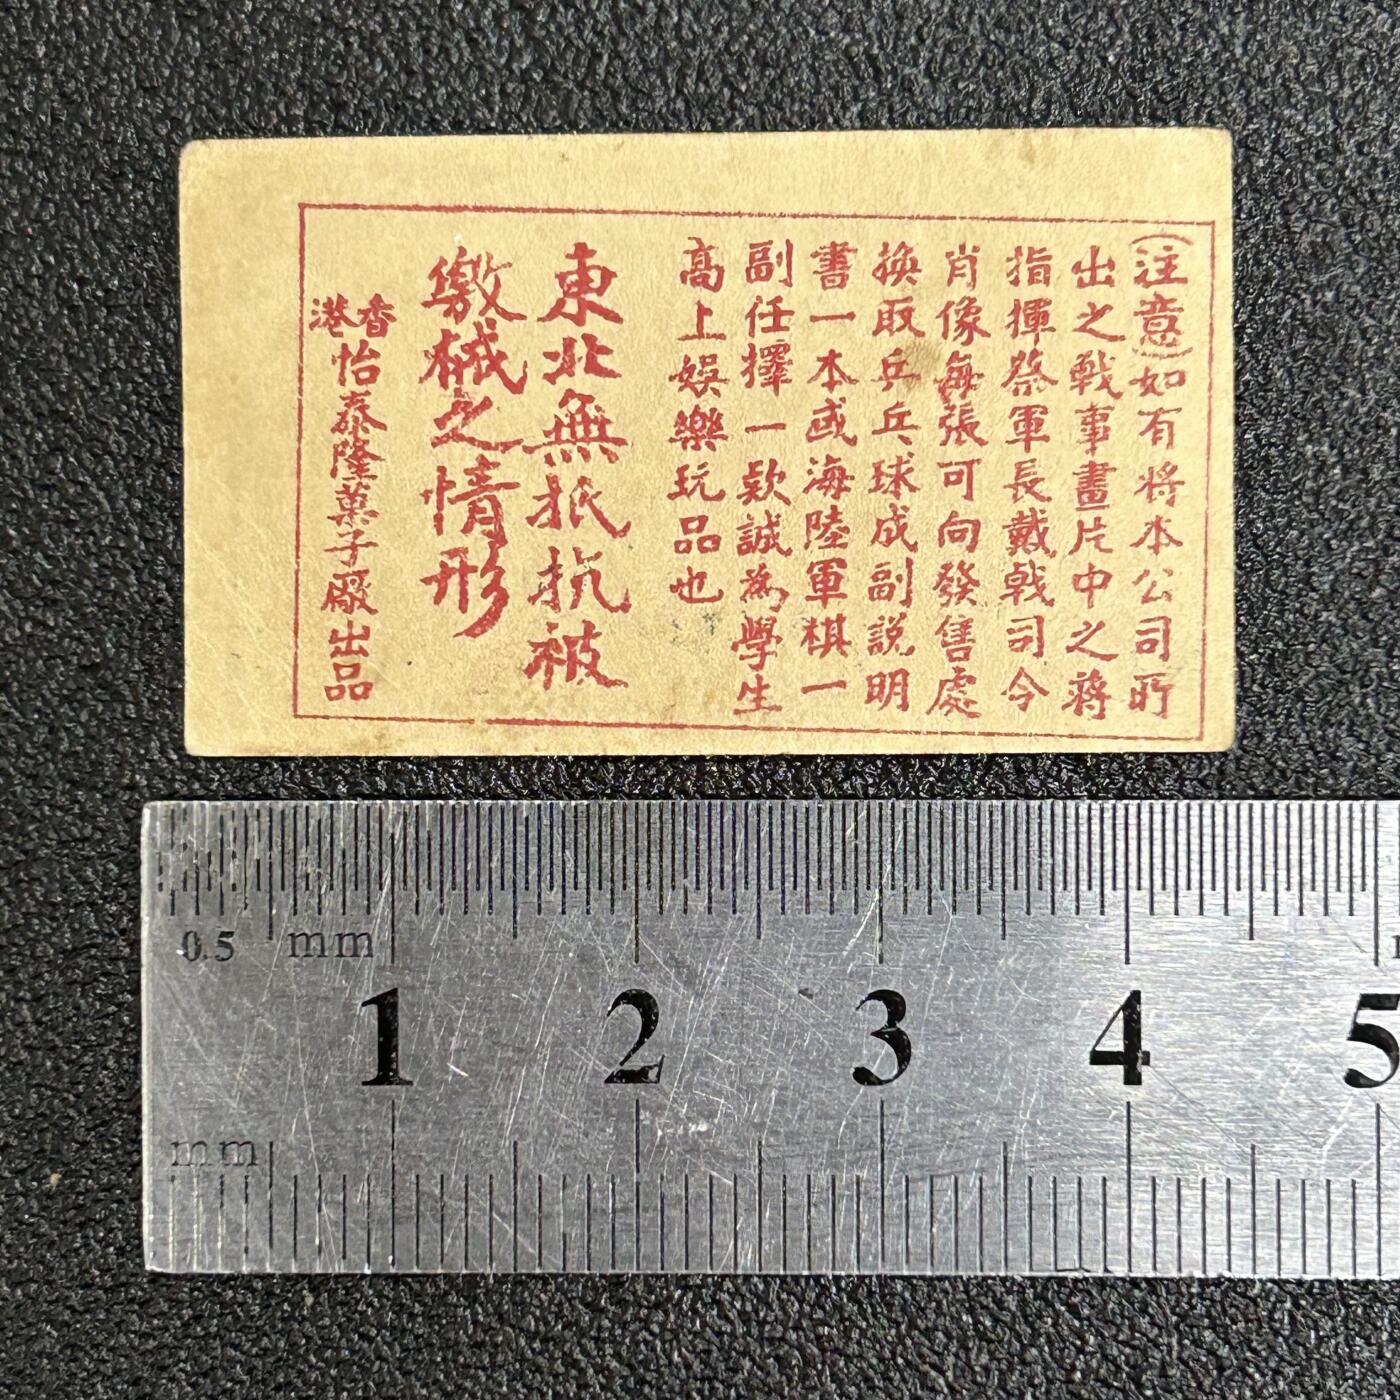 (注意)如有将本公司所
出之戰事畫片中之蔣
指揮蔡軍長戴戟司令
肖像每張可向發售處
換取乒乓球成副説明
書一本或海陸軍棋一
副任擇一欵誠為學生
高上娛樂玩品也
東北無抵抗被
繳械之情形
香港
怡泰隆菓子廠出品
0.5 mm
1 2 3 4 5
mm